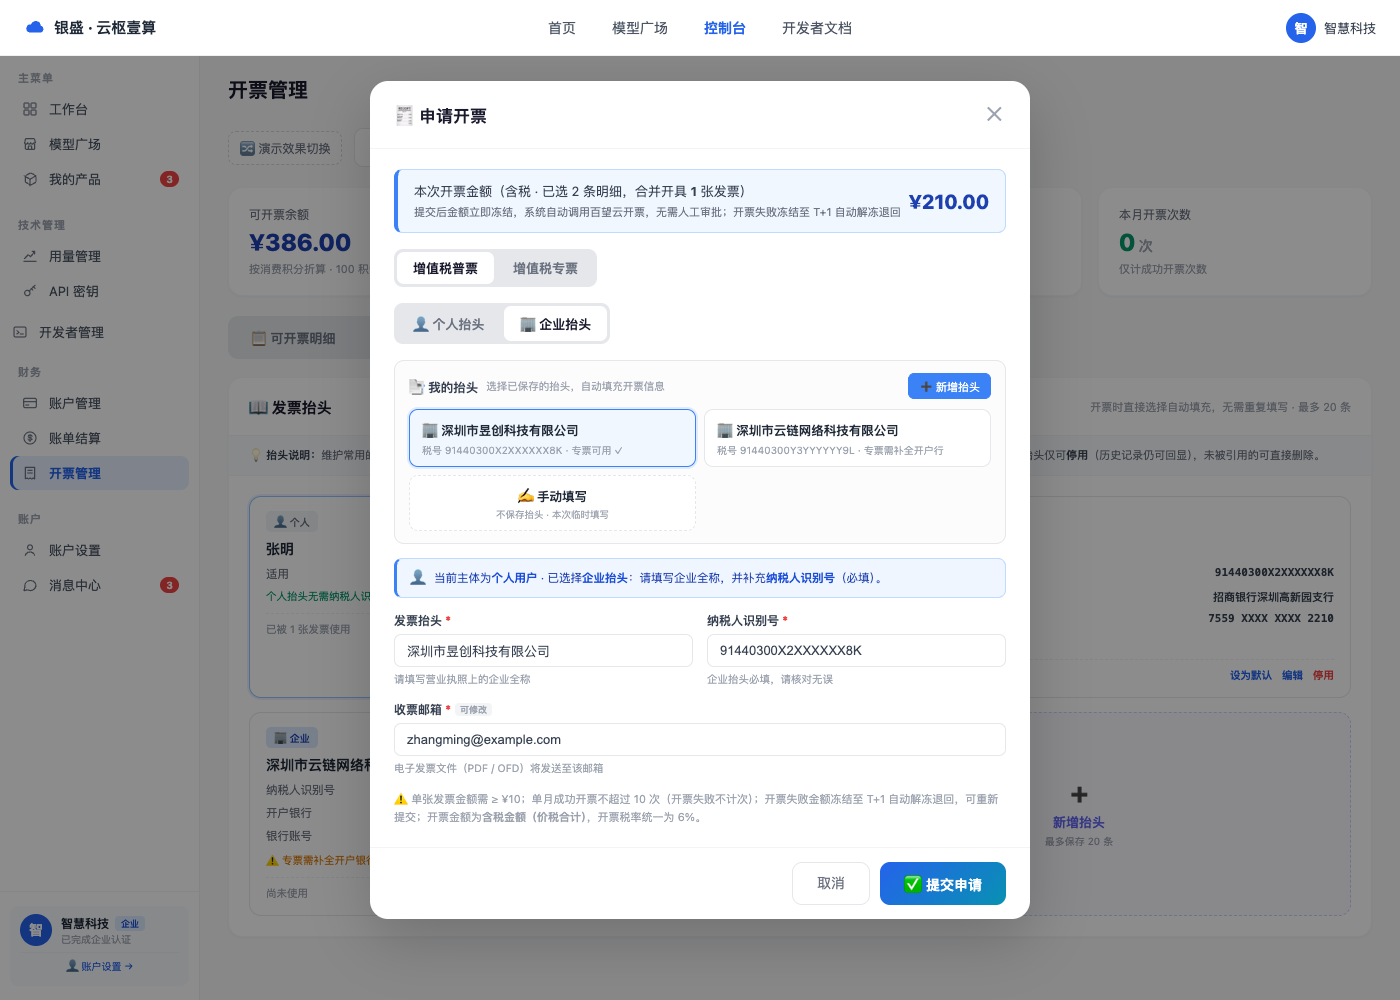 银盛 · 云枢壹算
首页
模型广场
控制台
开发者文档
智
智慧科技
主菜单
工作台
模型广场
我的产品
3
技术管理
用量管理
API 密钥
开发者管理
财务
账户管理
账单结算
开票管理
账户
账户设置
消息中心
3
智
智慧科技
企业
已完成企业认证
账户设置 →
开票管理
演示效果切换
可开票余额
¥386.00
按消费积分折算 · 100 积
本月开票次数
0 次
仅计成功开票次数
可开票明细
发票抬头
开票时直接选择自动填充，无需重复填写 · 最多 20 条
抬头说明：维护常用的
头仅可停用（历史记录仍可回显），未被引用的可直接删除。
个人
张明
适用
个人抬头无需纳税人识
已被 1 张发票使用
91440300X2XXXXXX8K
招商银行深圳高新园支行
7559 XXXX XXXX 2210
设为默认
编辑
停用
企业
深圳市云链网络科
纳税人识别号
开户银行
银行账号
专票需补全开户银行
尚未使用
新增抬头
最多保存 20 条
申请开票
本次开票金额（含税 · 已选 2 条明细，合并开具 1 张发票）
提交后金额立即冻结，系统自动调用百望云开票，无需人工审批；开票失败冻结至 T+1 自动解冻退回
¥210.00
增值税普票
增值税专票
个人抬头
企业抬头
我的抬头
选择已保存的抬头，自动填充开票信息
新增抬头
深圳市昱创科技有限公司
税号 91440300X2XXXXXX8K · 专票可用 ✓
深圳市云链网络科技有限公司
税号 91440300Y3YYYYYY9L · 专票需补全开户行
手动填写
不保存抬头 · 本次临时填写
当前主体为个人用户 · 已选择企业抬头：请填写企业全称，并补充纳税人识别号（必填）。
发票抬头 *
纳税人识别号 *
深圳市昱创科技有限公司
91440300X2XXXXXX8K
请填写营业执照上的企业全称
企业抬头必填，请核对无误
收票邮箱 * 可修改
zhangming@example.com
电子发票文件（PDF / OFD）将发送至该邮箱
单张发票金额需 ≥ ¥10；单月成功开票不超过 10 次（开票失败不计次）；开票失败金额冻结至 T+1 自动解冻退回，可重新
提交；开票金额为含税金额（价税合计），开票税率统一为 6%。
取消
提交申请